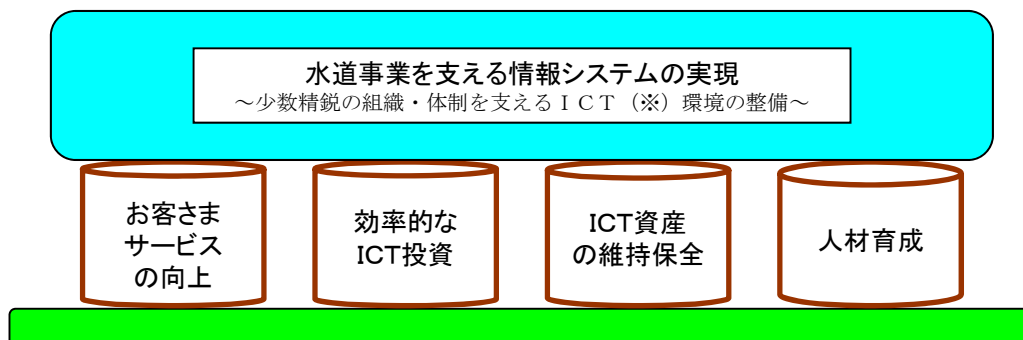 水道事業を支える情報システムの実現
～少数精鋭の組織・体制を支えるＩＣＴ（※）環境の整備～
お客さま
サービス
の向上
効率的な
ICT投資
ICT資産
の維持保全
人材育成